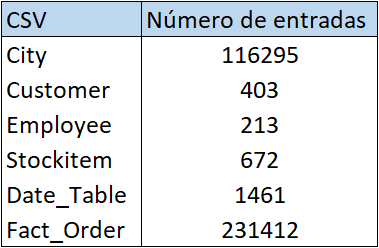 CSV Número de entradas
City 116295
Customer 403
Employee 213
Stockitem 672
Date_Table 1461
Fact_Order 231412